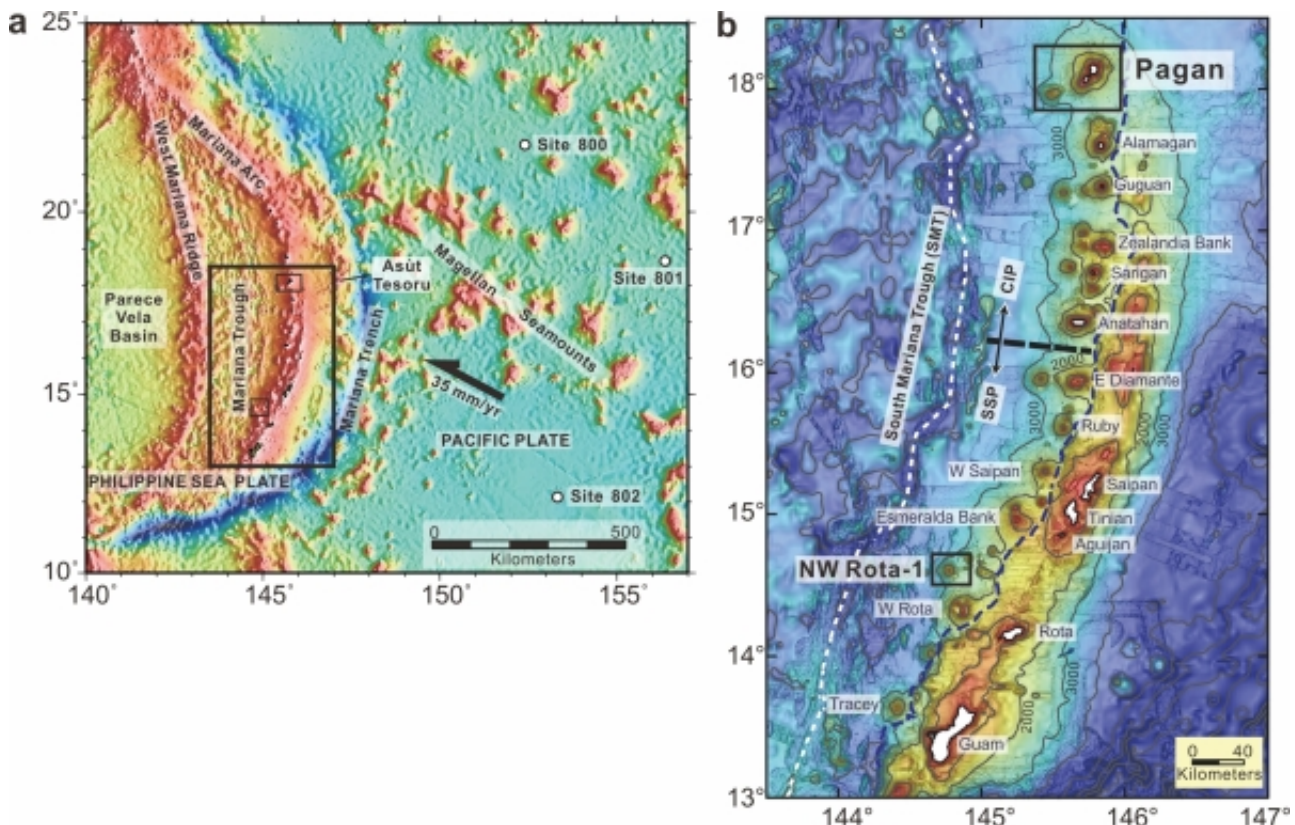 a
25˚
20˚
15˚
10˚
140˚
145˚
150˚
155˚
West Mariana Ridge
Mariana Arc
Site 800
Site 801
Asùt
Tesoru
Magellan Seamounts
Parece
Vela
Basin
Mariana Trough
Mariana Trench
35 mm/yr
PACIFIC PLATE
PHILIPPINE SEA PLATE
Site 802
0 500
Kilometers
b
18°
17°
16°
15°
14°
13°
144°
145°
146°
147°
Pagan
3000
Alamagan
Guguan
Zealandia Bank
Sarigan
South Mariana Trough (SMT)
CIP
Anatahan
2000
SSP
E Diamante
3000
Ruby
2000
3000
W Saipan
Saipan
Esmeralda Bank
Tinian
Aguijan
NW Rota-1
W Rota
Rota
3000
2000
Tracey
Guam
0 40
Kilometers